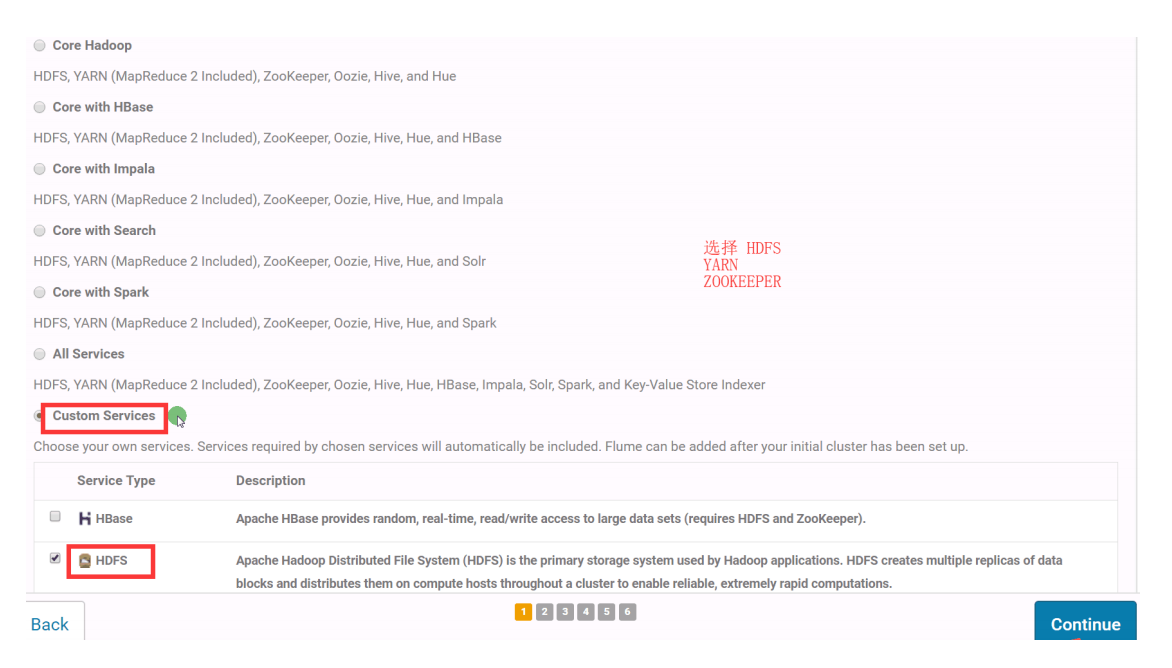 Core Hadoop
HDFS, YARN (MapReduce 2 Included), ZooKeeper, Oozie, Hive, and Hue
Core with HBase
HDFS, YARN (MapReduce 2 Included), ZooKeeper, Oozie, Hive, Hue, and HBase
Core with Impala
HDFS, YARN (MapReduce 2 Included), ZooKeeper, Oozie, Hive, Hue, and Impala
Core with Search
HDFS, YARN (MapReduce 2 Included), ZooKeeper, Oozie, Hive, Hue, and Solr
选择 HDFS
YARN
ZOOKEEPER
Core with Spark
HDFS, YARN (MapReduce 2 Included), ZooKeeper, Oozie, Hive, Hue, and Spark
All Services
HDFS, YARN (MapReduce 2 Included), ZooKeeper, Oozie, Hive, Hue, HBase, Impala, Solr, Spark, and Key-Value Store Indexer
Custom Services
Choose your own services. Services required by chosen services will automatically be included. Flume can be added after your initial cluster has been set up.
Service Type Description
HBase Apache HBase provides random, real-time, read/write access to large data sets (requires HDFS and ZooKeeper).
HDFS Apache Hadoop Distributed File System (HDFS) is the primary storage system used by Hadoop applications. HDFS creates multiple replicas of data
blocks and distributes them on compute hosts throughout a cluster to enable reliable, extremely rapid computations.
Back 1 2 3 4 5 6 Continue